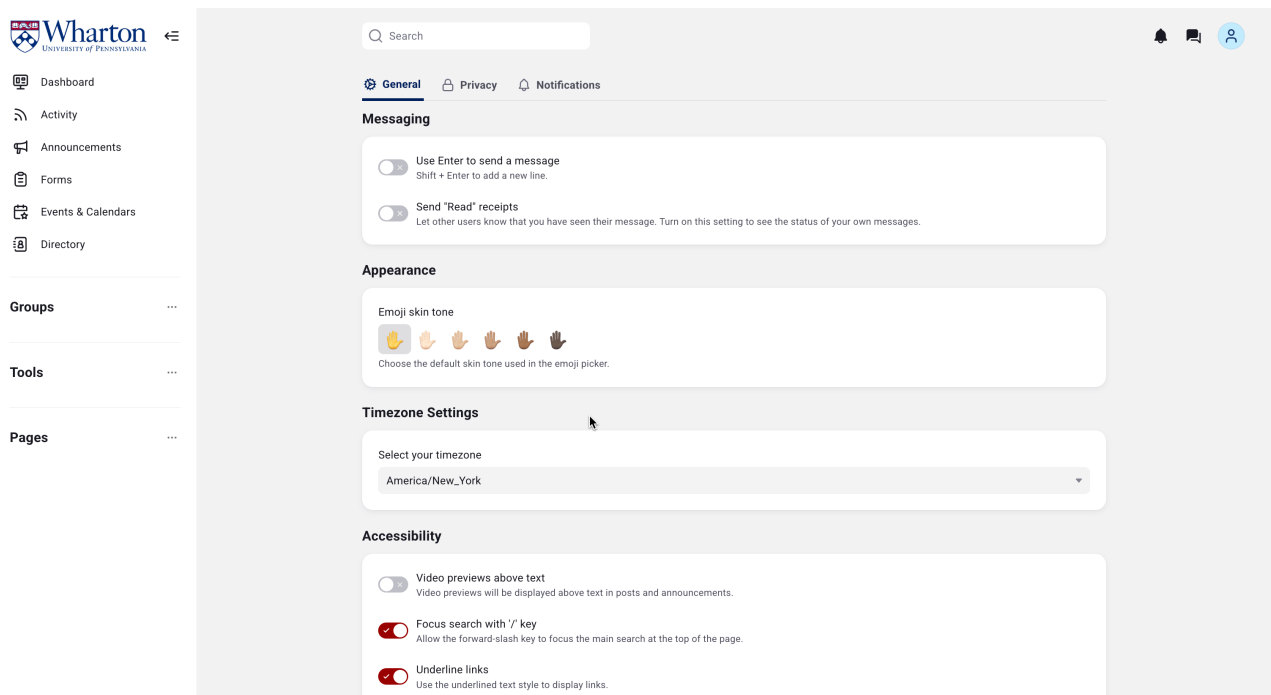 Wharton
UNIVERSITY of PENNSYLVANIA
Search
Dashboard
Activity
Announcements
Forms
Events & Calendars
Directory
Groups
Tools
Pages
General Privacy Notifications
Messaging
Use Enter to send a message
Shift + Enter to add a new line.
Send "Read" receipts
Let other users know that you have seen their message. Turn on this setting to see the status of your own messages.
Appearance
Emoji skin tone
Choose the default skin tone used in the emoji picker.
Timezone Settings
Select your timezone
America/New_York
Accessibility
Video previews above text
Video previews will be displayed above text in posts and announcements.
Focus search with '/' key
Allow the forward-slash key to focus the main search at the top of the page.
Underline links
Use the underlined text style to display links.